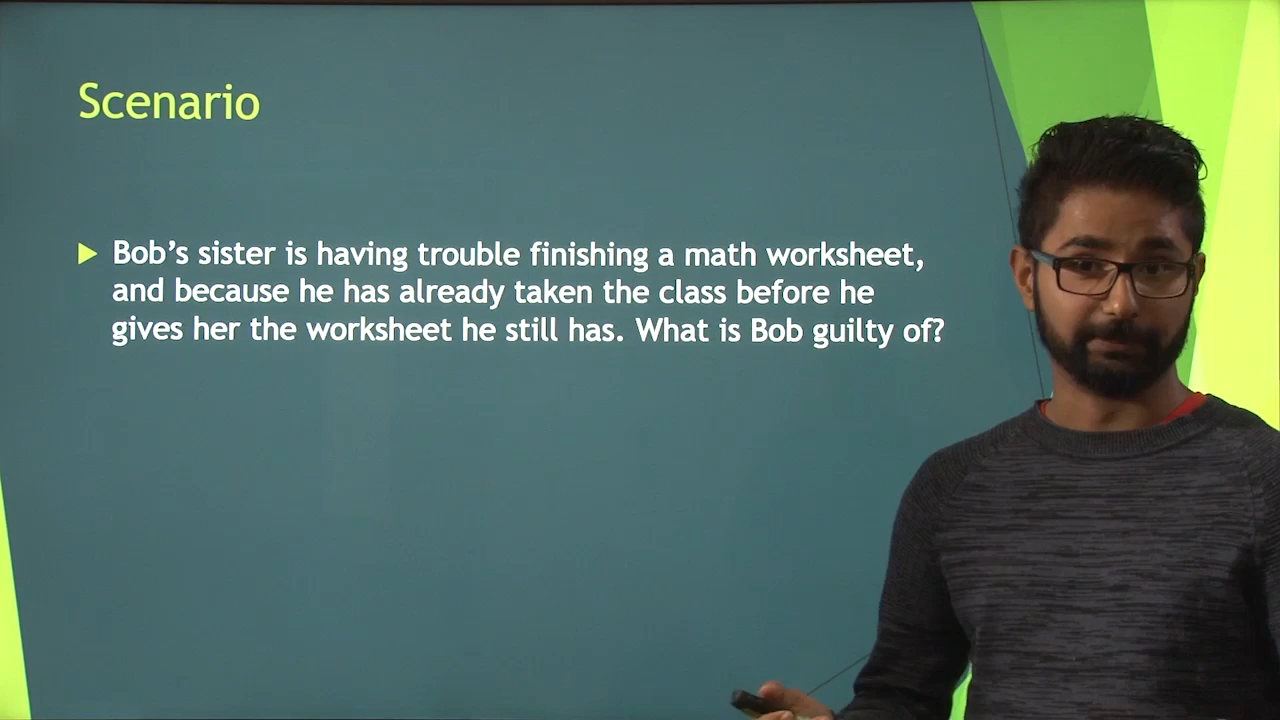 Scenario
Bob's sister is having trouble finishing a math worksheet,
and because he has already taken the class before he
gives her the worksheet he still has. What is Bob guilty of?